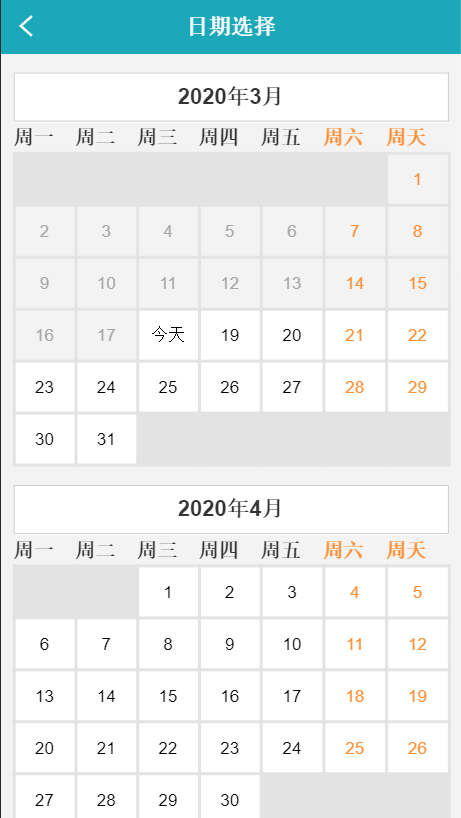 日期选择
2020年3月
周一 周二 周三 周四 周五 周六 周天
1
2 3 4 5 6 7 8
9 10 11 12 13 14 15
16 17 今天 19 20 21 22
23 24 25 26 27 28 29
30 31
2020年4月
周一 周二 周三 周四 周五 周六 周天
1 2 3 4 5
6 7 8 9 10 11 12
13 14 15 16 17 18 19
20 21 22 23 24 25 26
27 28 29 30